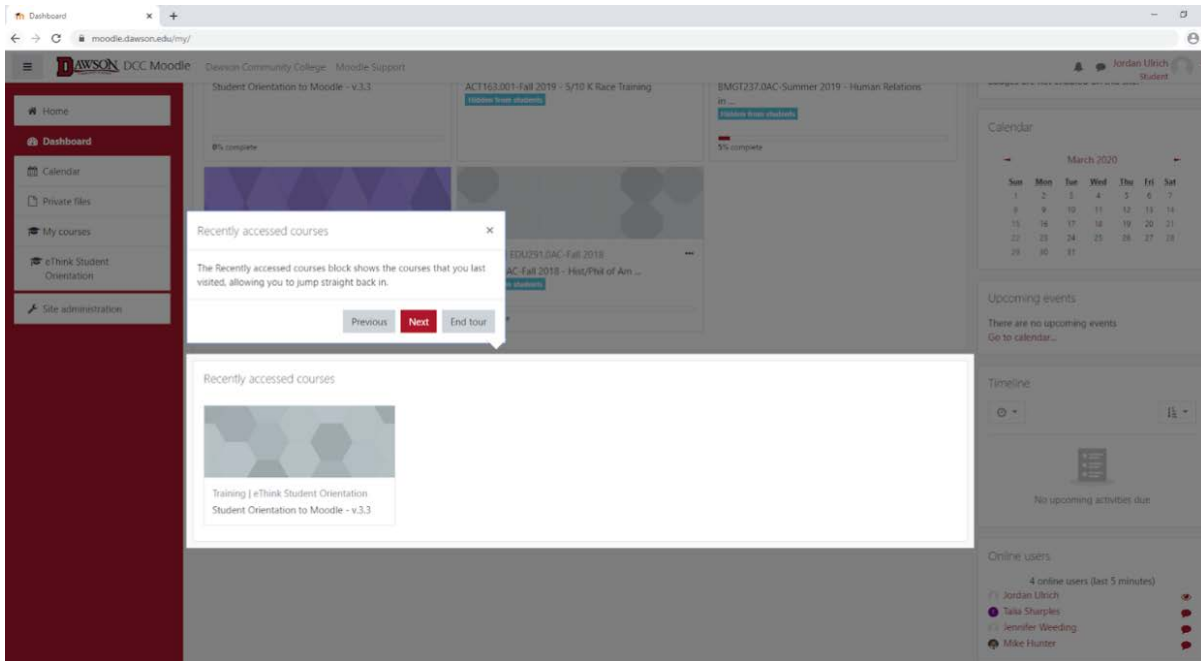 Dashboard
moodle.dawson.edu/my/
DAWSON DCC Moodle Dawson Community College Moodle Support
Jordan Ulrich
Student
Home
Dashboard
Calendar
Private files
My courses
eThink Student
Orientation
Site administration
Student Orientation to Moodle - v.3.3
0% complete
ACT163.001-Fall 2019 - 5/10 K Race Training
Hidden from students
BMGT237.0AC-Summer 2019 - Human Relations
in ...
Hidden from students
5% complete
EDU291.0AC-Fall 2018
AC-Fall 2018 - Hist/Phil of Am ...
from students
Recently accessed courses
The Recently accessed courses block shows the courses that you last
visited, allowing you to jump straight back in.
Previous Next End tour
Recently accessed courses
Training | eThink Student Orientation
Student Orientation to Moodle - v.3.3
Calendar
March 2020
Sun Mon Tue Wed Thu Fri Sat
1 2 3 4 5 6 7
8 9 10 11 12 13 14
15 16 17 18 19 20 21
22 23 24 25 26 27 28
29 30 31
Upcoming events
There are no upcoming events
Go to calendar...
Timeline
No upcoming activities due
Online users
4 online users (last 5 minutes)
Jordan Ulrich
Talia Sharples
Jennifer Weeding
Mike Hunter